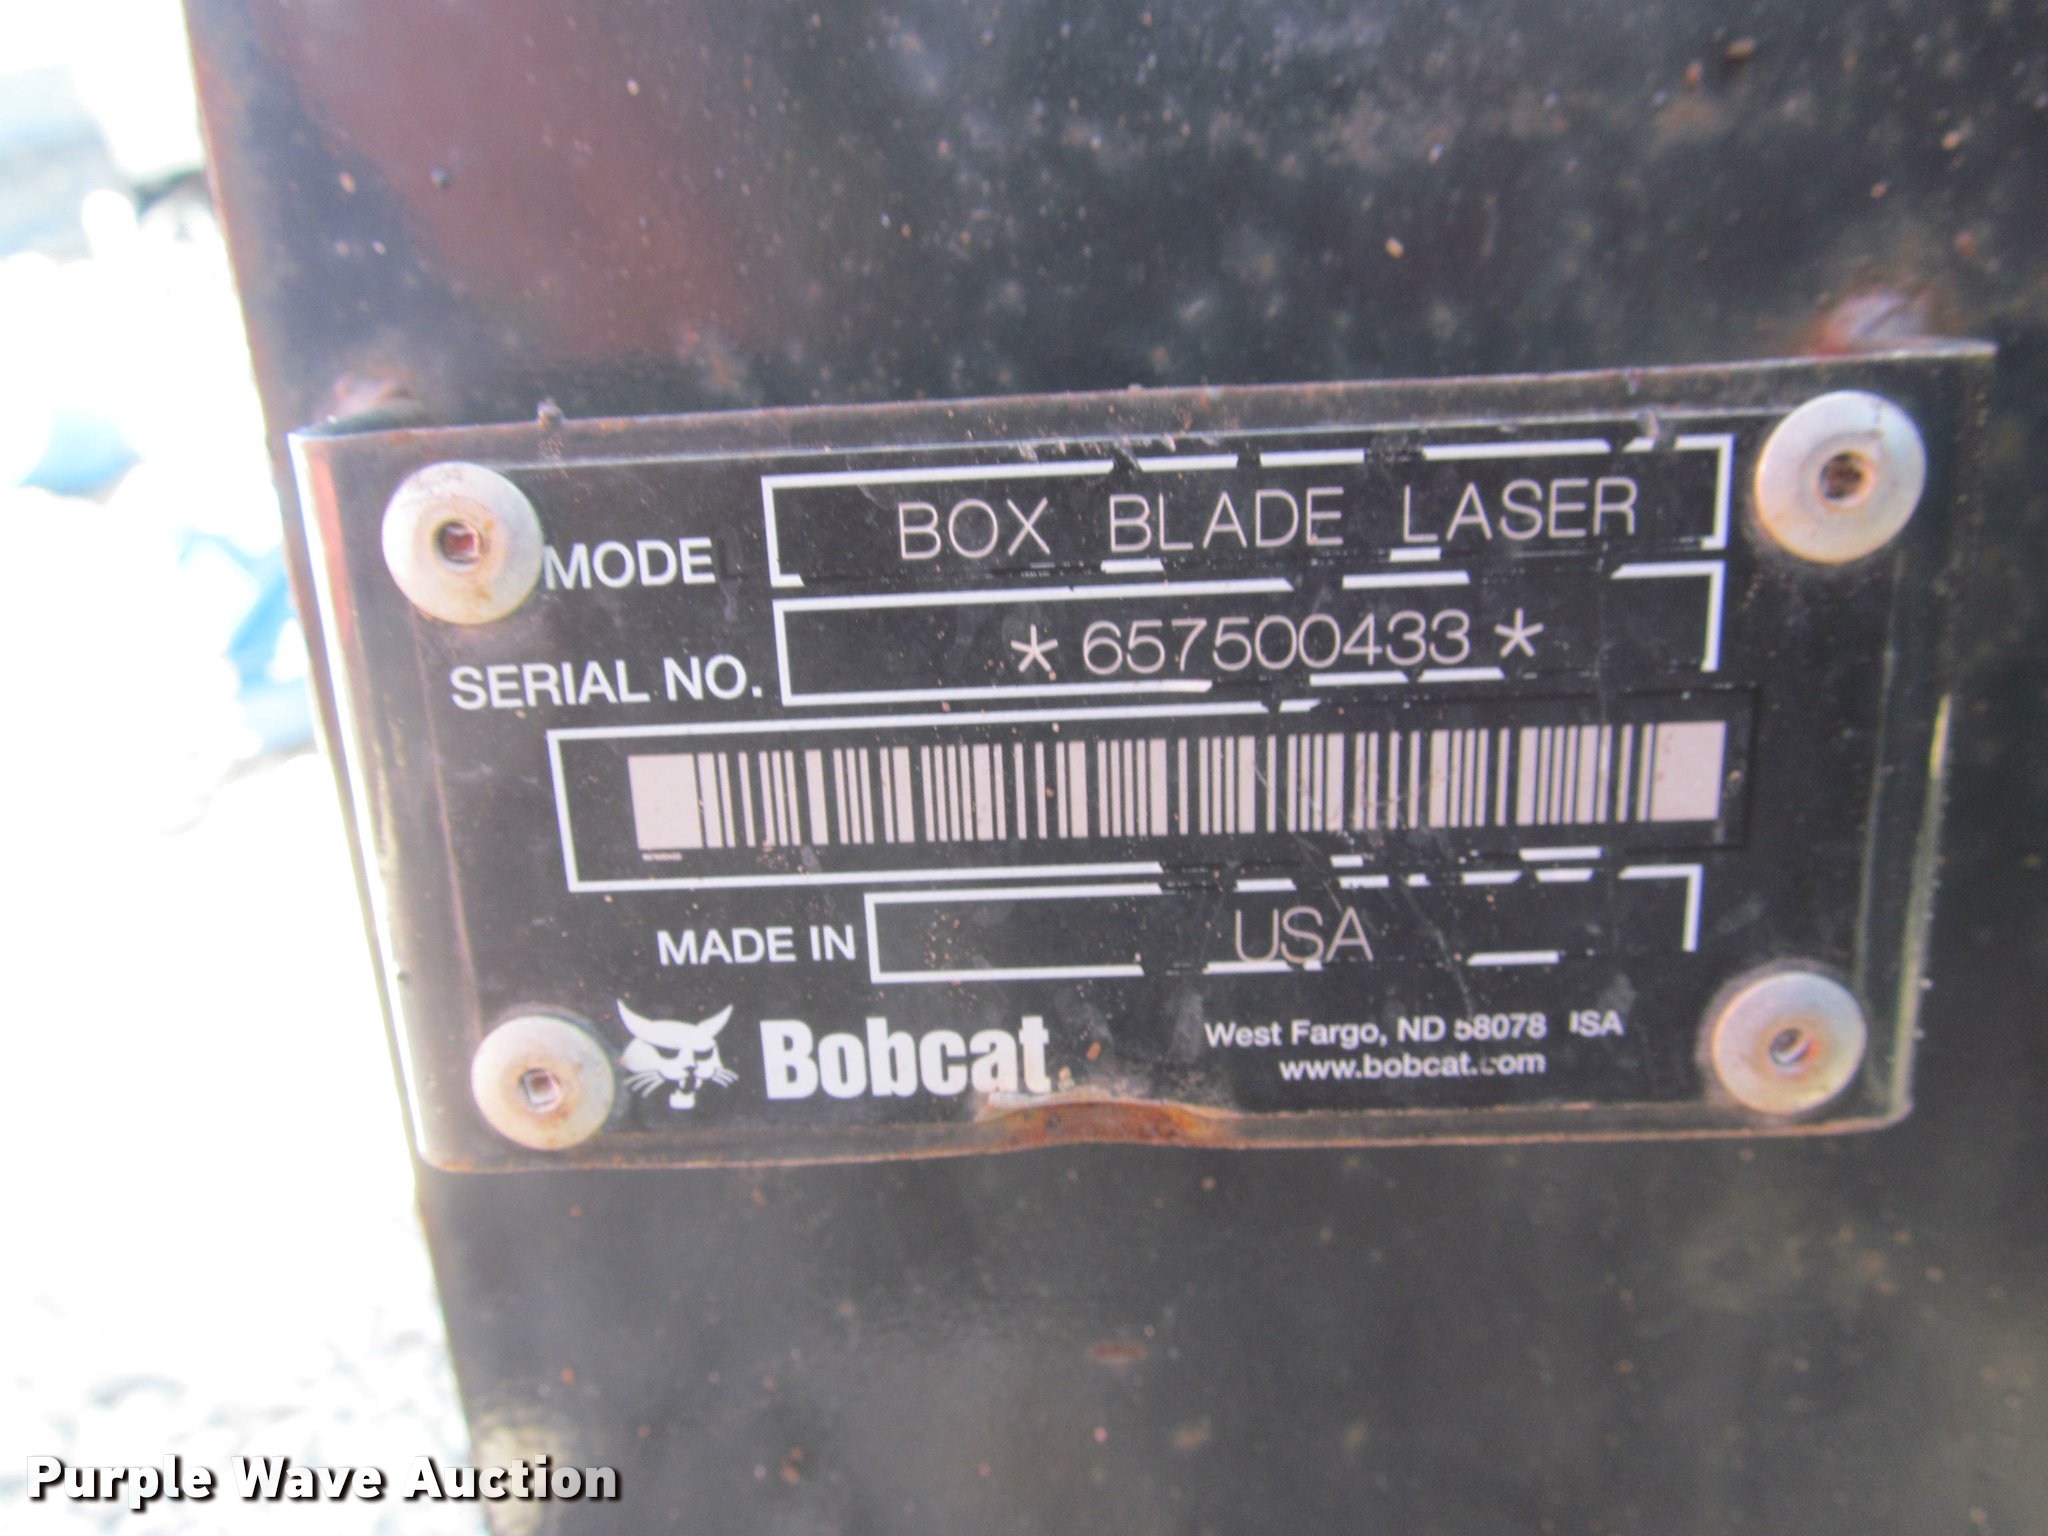 MODEL BOX BLADE LASER
SERIAL NO. *657500433*
MADE IN USA
Bobcat
West Fargo, ND 58078 USA
www.bobcat.com
Purple Wave Auction